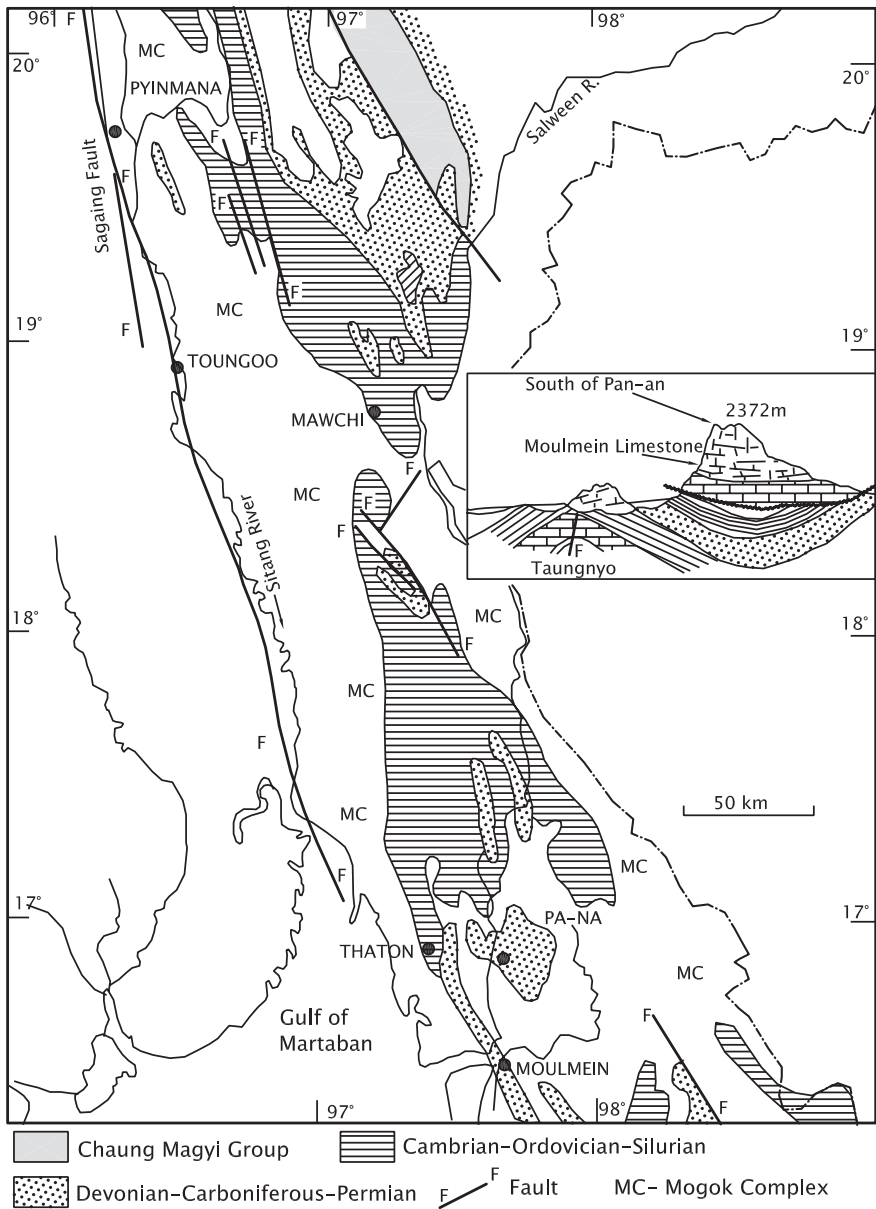 96° F 97° 98°
MC
20° 20°
PYINMANA
Salween R.
F F
F
Sagaing Fault
F
F
MC
F
19° 19°
TOUNGOO
South of Pan-an
2372m
MAWCHI
Moulmein Limestone
F
MC
F
F
F
Taungnyo
Sitang River
18° MC 18°
F
MC
F
MC 50 km
MC
F
17° PA-NA 17°
THATON
MC
Gulf of
Martaban
F
MOULMEIN
F
97° 98°
Chaung Magyi Group Cambrian-Ordovician-Silurian
Devonian-Carboniferous-Permian F F Fault MC- Mogok Complex